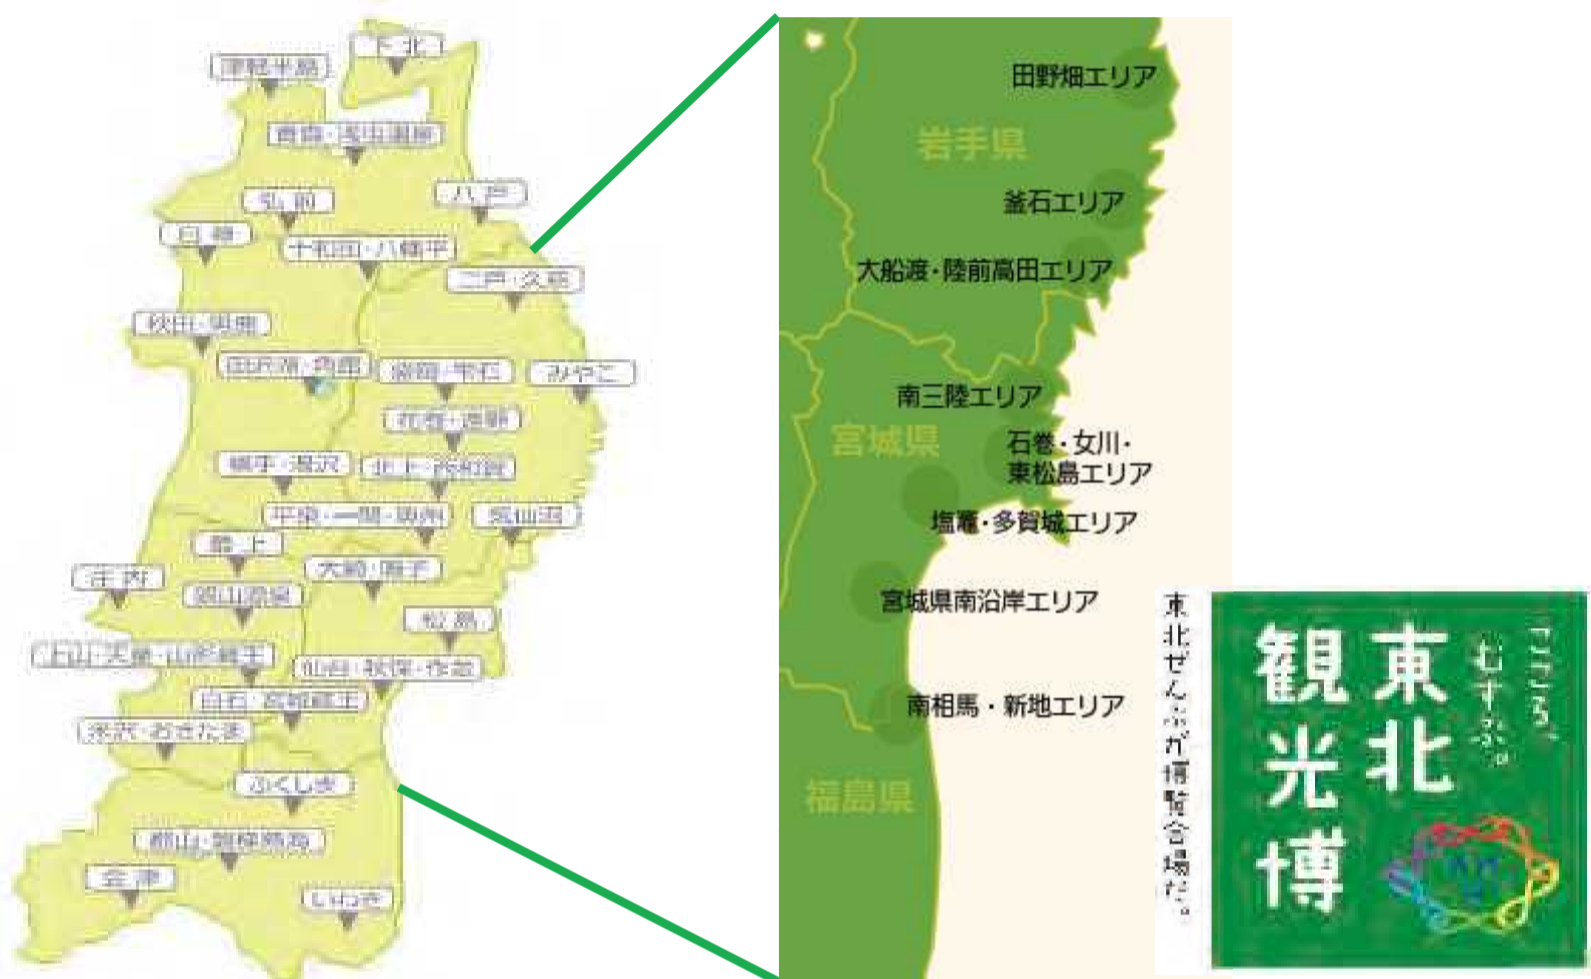 下北
津軽半島
青森・浅虫温泉
弘前
八戸
白神
十和田・八幡平
二戸・久慈
秋田・男鹿
田沢湖・角館
盛岡・雫石
みやこ
花巻・遠野
横手・湯沢
北上・西和賀
平泉・一関・奥州
気仙沼
最上
大崎・鳴子
庄内
銀山温泉
松島
上山・天童・山形蔵王
仙台・秋保・作並
白石・宮城蔵王
米沢・おきたま
ふくしま
郡山・磐梯熱海
会津
いわき
田野畑エリア
岩手県
釜石エリア
大船渡・陸前高田エリア
南三陸エリア
宮城県
石巻・女川・
東松島エリア
塩竈・多賀城エリア
宮城県南沿岸エリア
南相馬・新地エリア
福島県
東北ぜんぶが博覧会場だ。
こころを
むすぶ。
東北
観光博